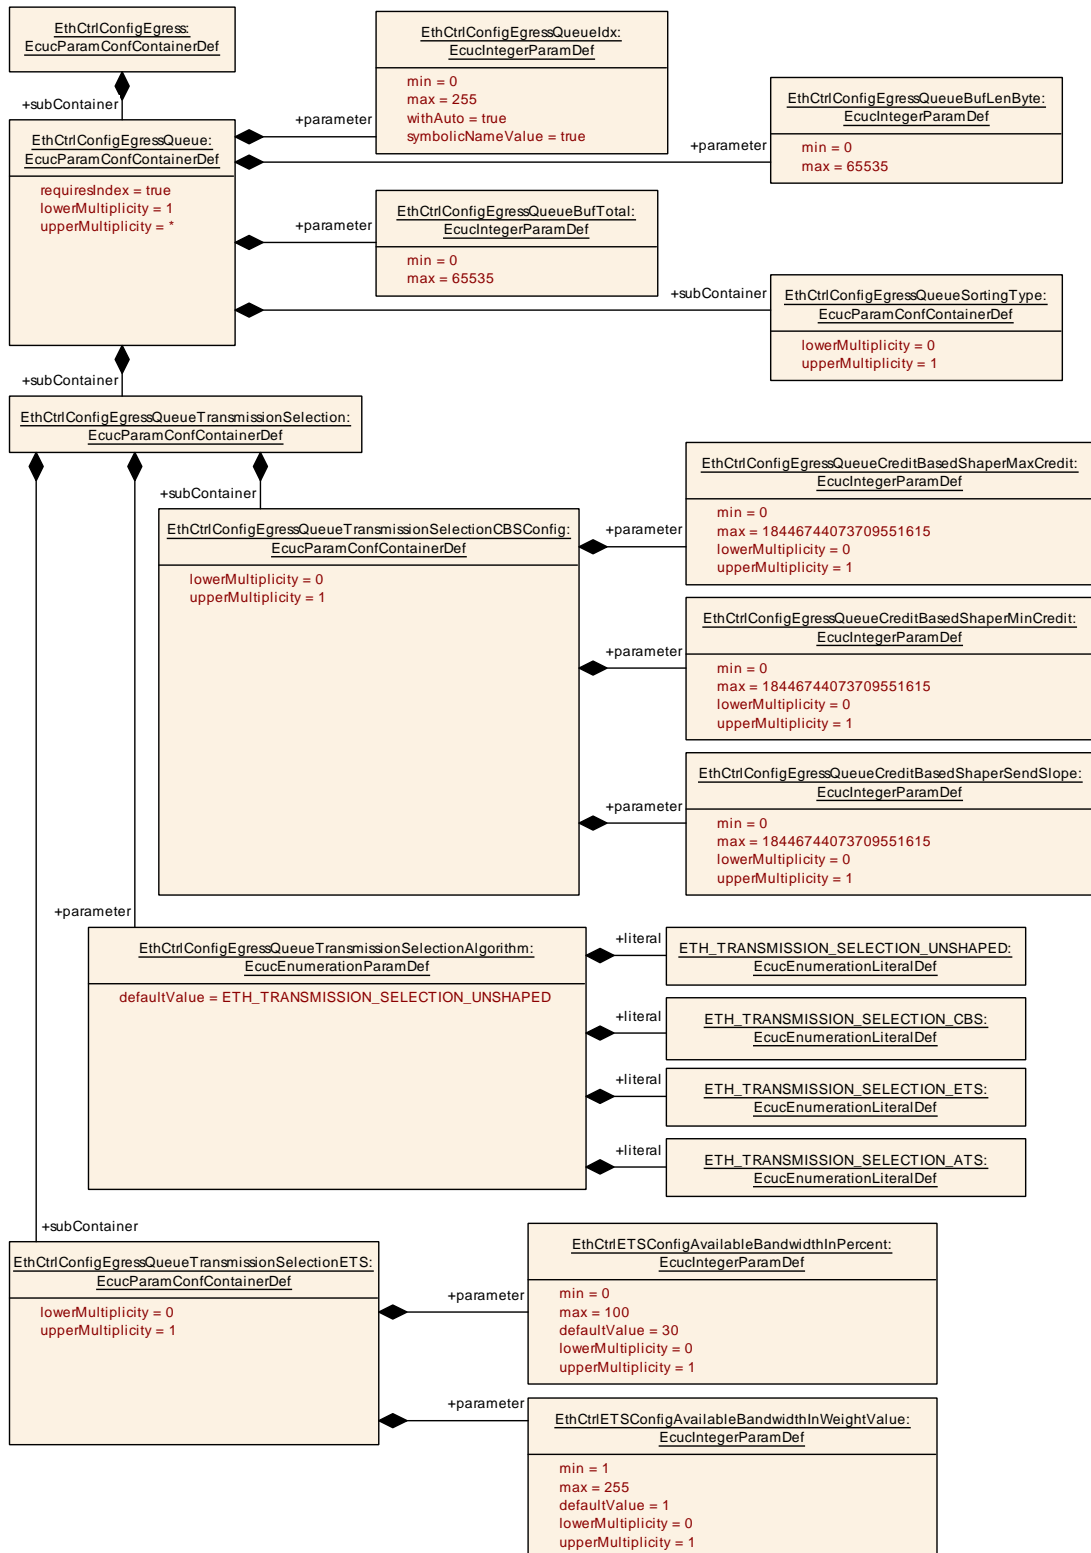 EthCtrlConfigEgress:
EcucParamConfContainerDef
+subContainer
EthCtrlConfigEgressQueue:
EcucParamConfContainerDef
requiresIndex = true
lowerMultiplicity = 1
upperMultiplicity = *
+parameter
EthCtrlConfigEgressQueueIdx:
EcucIntegerParamDef
min = 0
max = 255
withAuto = true
symbolicNameValue = true
+parameter
EthCtrlConfigEgressQueueBufLenByte:
EcucIntegerParamDef
min = 0
max = 65535
+parameter
EthCtrlConfigEgressQueueBufTotal:
EcucIntegerParamDef
min = 0
max = 65535
+subContainer
EthCtrlConfigEgressQueueSortingType:
EcucParamConfContainerDef
lowerMultiplicity = 0
upperMultiplicity = 1
+subContainer
EthCtrlConfigEgressQueueTransmissionSelection:
EcucParamConfContainerDef
+subContainer
EthCtrlConfigEgressQueueTransmissionSelectionCBSConfig:
EcucParamConfContainerDef
lowerMultiplicity = 0
upperMultiplicity = 1
+parameter
EthCtrlConfigEgressQueueCreditBasedShaperMaxCredit:
EcucIntegerParamDef
min = 0
max = 18446744073709551615
lowerMultiplicity = 0
upperMultiplicity = 1
+parameter
EthCtrlConfigEgressQueueCreditBasedShaperMinCredit:
EcucIntegerParamDef
min = 0
max = 18446744073709551615
lowerMultiplicity = 0
upperMultiplicity = 1
+parameter
EthCtrlConfigEgressQueueCreditBasedShaperSendSlope:
EcucIntegerParamDef
min = 0
max = 18446744073709551615
lowerMultiplicity = 0
upperMultiplicity = 1
+parameter
EthCtrlConfigEgressQueueTransmissionSelectionAlgorithm:
EcucEnumerationParamDef
defaultValue = ETH_TRANSMISSION_SELECTION_UNSHAPED
+literal
ETH_TRANSMISSION_SELECTION_UNSHAPED:
EcucEnumerationLiteralDef
+literal
ETH_TRANSMISSION_SELECTION_CBS:
EcucEnumerationLiteralDef
+literal
ETH_TRANSMISSION_SELECTION_ETS:
EcucEnumerationLiteralDef
+literal
ETH_TRANSMISSION_SELECTION_ATS:
EcucEnumerationLiteralDef
+subContainer
EthCtrlConfigEgressQueueTransmissionSelectionETS:
EcucParamConfContainerDef
lowerMultiplicity = 0
upperMultiplicity = 1
+parameter
EthCtrlETSConfigAvailableBandwidthInPercent:
EcucIntegerParamDef
min = 0
max = 100
defaultValue = 30
lowerMultiplicity = 0
upperMultiplicity = 1
+parameter
EthCtrlETSConfigAvailableBandwidthInWeightValue:
EcucIntegerParamDef
min = 1
max = 255
defaultValue = 1
lowerMultiplicity = 0
upperMultiplicity = 1